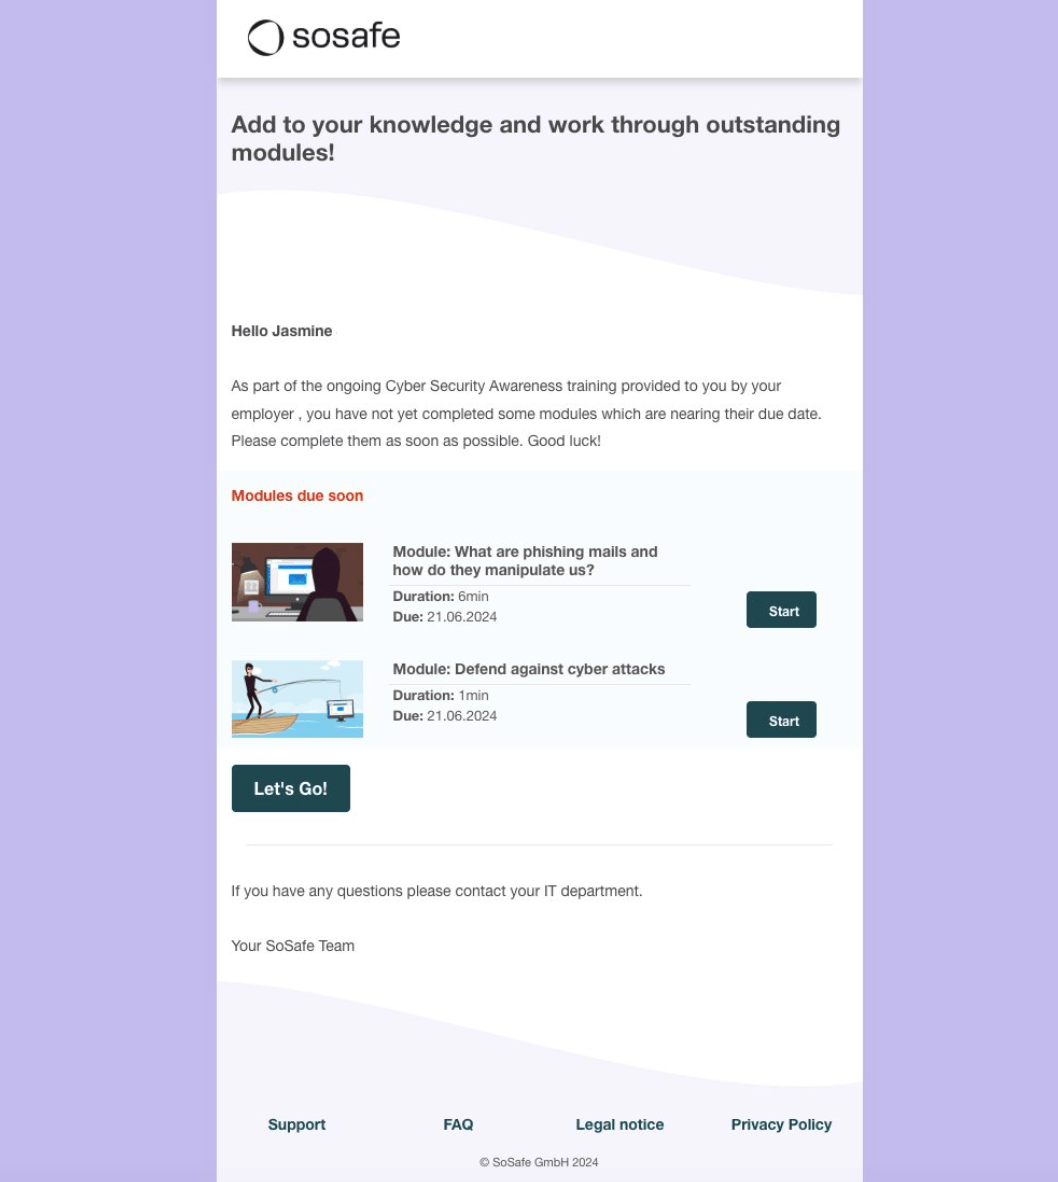 sosafe
Add to your knowledge and work through outstanding
modules!
Hello Jasmine
As part of the ongoing Cyber Security Awareness training provided to you by your
employer , you have not yet completed some modules which are nearing their due date.
Please complete them as soon as possible. Good luck!
Modules due soon
Module: What are phishing mails and
how do they manipulate us?
Duration: 6min
Due: 21.06.2024
Start
Module: Defend against cyber attacks
Duration: 1min
Due: 21.06.2024
Start
Let's Go!
If you have any questions please contact your IT department.
Your SoSafe Team
Support FAQ Legal notice Privacy Policy
© SoSafe GmbH 2024